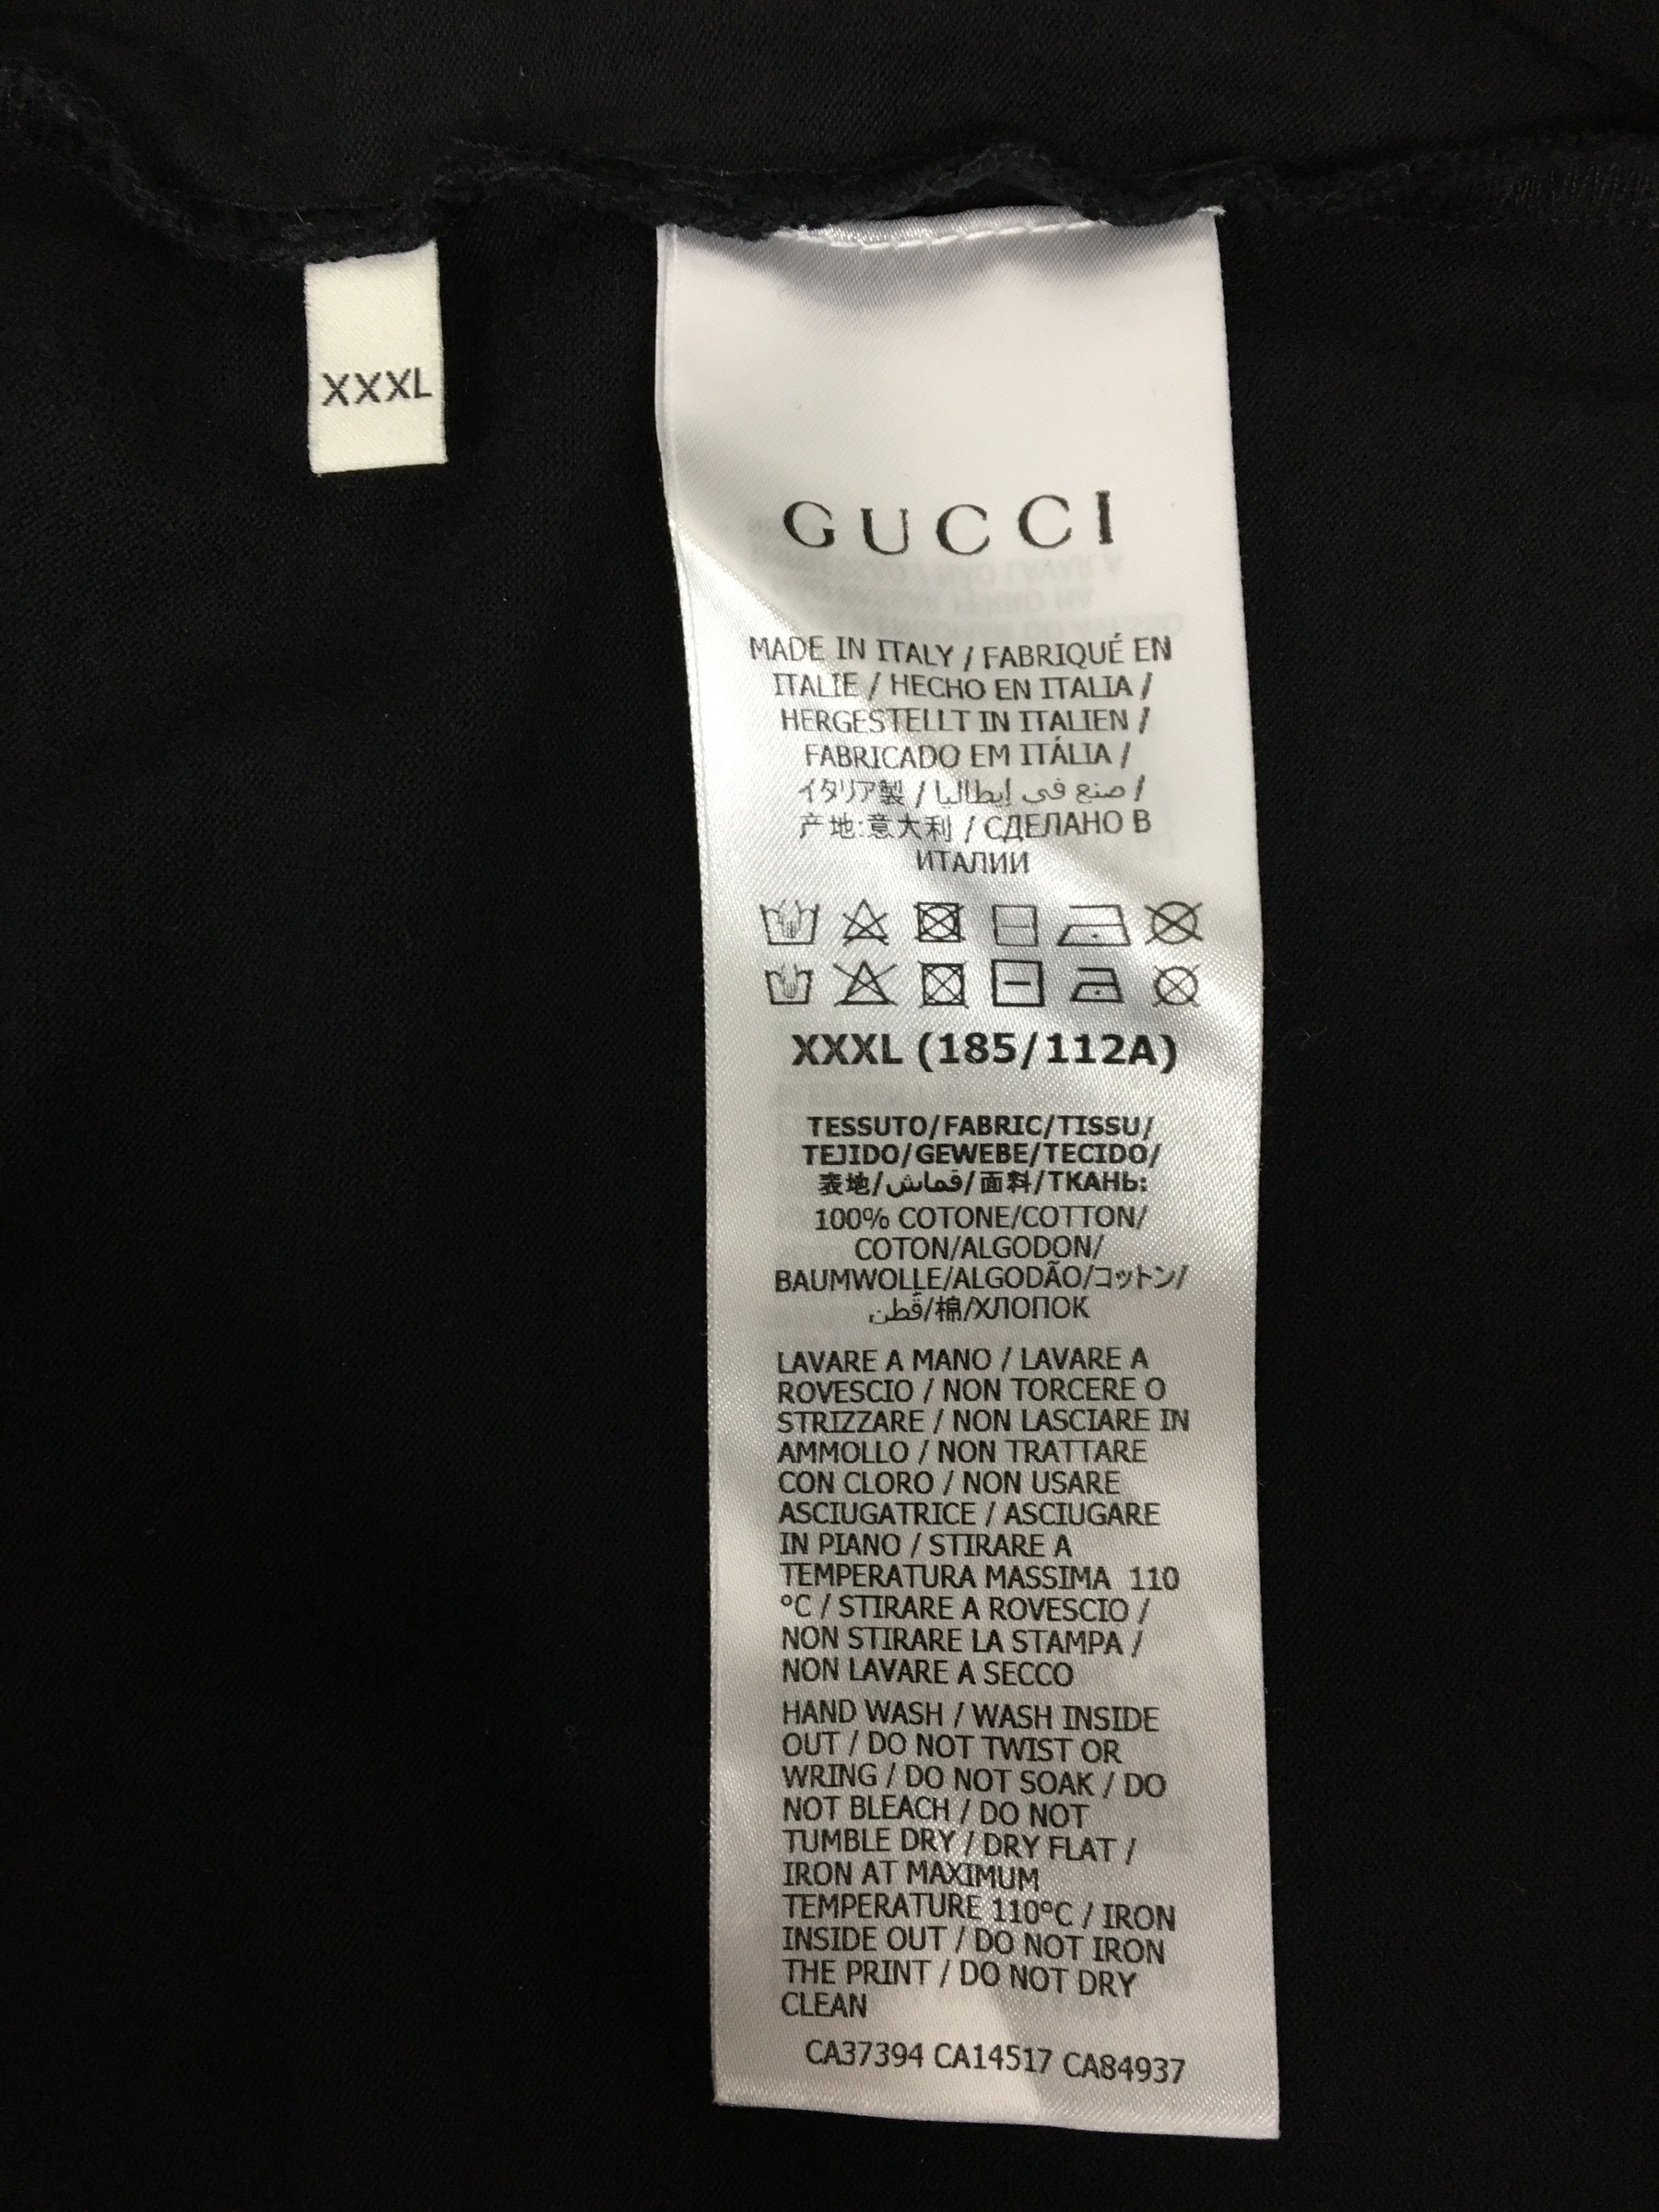 XXXL
GUCCI
MADE IN ITALY / FABRIQUÉ EN
ITALIE / HECHO EN ITALIA /
HERGESTELLT IN ITALIEN /
FABRICADO EM ITÁLIA /
イタリア製 / صنع في إيطاليا /
产地:意大利 / СДЕЛАНО В
ИТАЛИИ
XXXL (185/112A)
TESSUTO/FABRIC/TISSU/
TEJIDO/GEWEBE/TECIDO/
表地/قماش/面料/ТКАНЬ:
100% COTONE/COTTON/
COTON/ALGODON/
BAUMWOLLE/ALGODÃO/コットン/
قطن/棉/ХЛОПОК
LAVARE A MANO / LAVARE A
ROVESCIO / NON TORCERE O
STRIZZARE / NON LASCIARE IN
AMMOLLO / NON TRATTARE
CON CLORO / NON USARE
ASCIUGATRICE / ASCIUGARE
IN PIANO / STIRARE A
TEMPERATURA MASSIMA 110
°C / STIRARE A ROVESCIO /
NON STIRARE LA STAMPA /
NON LAVARE A SECCO
HAND WASH / WASH INSIDE
OUT / DO NOT TWIST OR
WRING / DO NOT SOAK / DO
NOT BLEACH / DO NOT
TUMBLE DRY / DRY FLAT /
IRON AT MAXIMUM
TEMPERATURE 110°C / IRON
INSIDE OUT / DO NOT IRON
THE PRINT / DO NOT DRY
CLEAN
CA37394 CA14517 CA84937